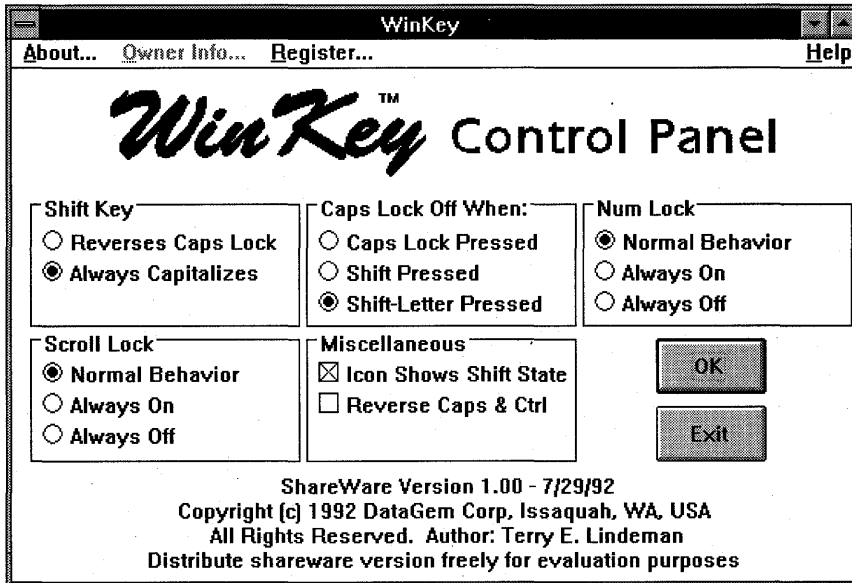 WinKey
About... Owner Info... Register... Help
WinKey™ Control Panel
Shift Key
Reverses Caps Lock
Always Capitalizes
Caps Lock Off When:
Caps Lock Pressed
Shift Pressed
Shift-Letter Pressed
Num Lock
Normal Behavior
Always On
Always Off
Scroll Lock
Normal Behavior
Always On
Always Off
Miscellaneous
Icon Shows Shift State
Reverse Caps & Ctrl
OK
Exit
ShareWare Version 1.00 - 7/29/92
Copyright (c) 1992 DataGem Corp, Issaquah, WA, USA
All Rights Reserved. Author: Terry E. Lindeman
Distribute shareware version freely for evaluation purposes